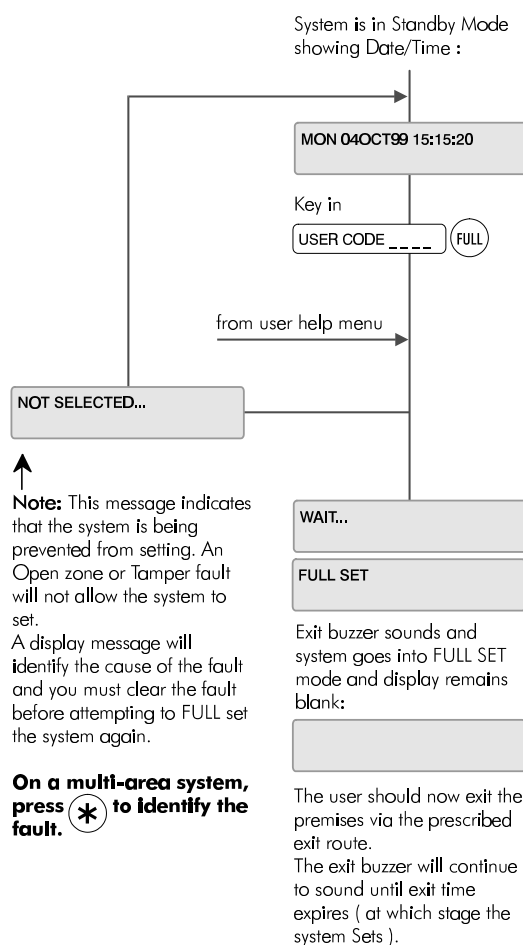 System is in Standby Mode
showing Date/Time :
MON 04OCT99 15:15:20
Key in
USER CODE _ _ _ _ FULL
from user help menu
NOT SELECTED...
Note: This message indicates
that the system is being
prevented from setting. An
Open zone or Tamper fault
will not allow the system to
set.
A display message will
identify the cause of the fault
and you must clear the fault
before attempting to FULL set
the system again.
On a multi-area system,
press * to identify the
fault.
WAIT...
FULL SET
Exit buzzer sounds and
system goes into FULL SET
mode and display remains
blank:
The user should now exit the
premises via the prescribed
exit route.
The exit buzzer will continue
to sound until exit time
expires ( at which stage the
system Sets ).